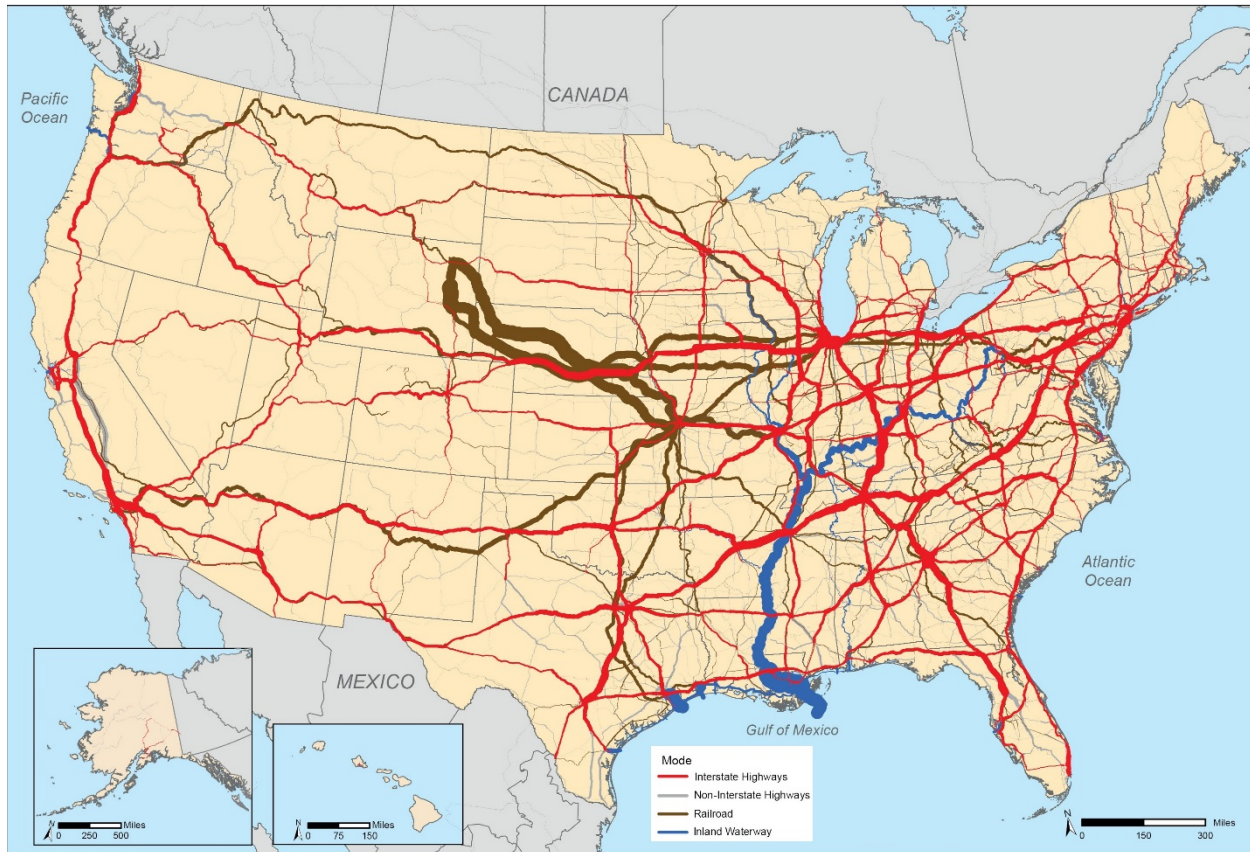 CANADA
Pacific
Ocean
Atlantic
Ocean
MEXICO
Gulf of Mexico
Mode
Interstate Highways
Non-Interstate Highways
Railroad
Inland Waterway
N
Miles
0 250 500
N
Miles
0 75 150
N
Miles
0 150 300